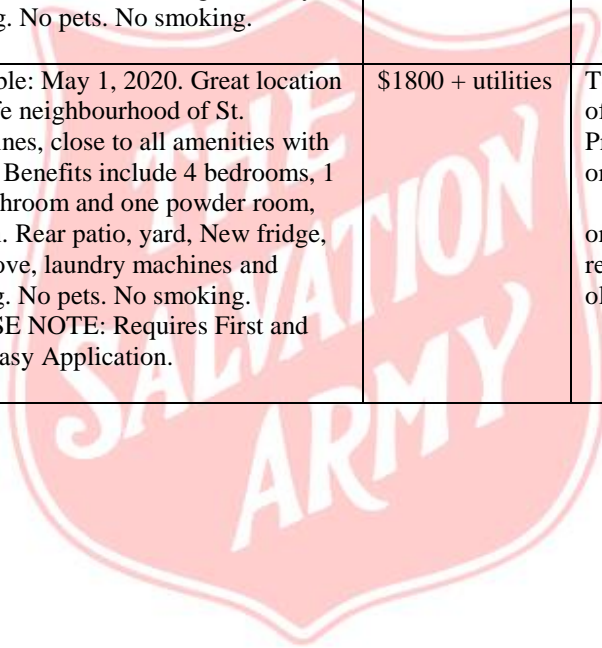 g. No pets. No smoking.
ble: May 1, 2020. Great location
fe neighbourhood of St.
ines, close to all amenities with
Benefits include 4 bedrooms, 1
throom and one powder room,
. Rear patio, yard, New fridge,
ove, laundry machines and
g. No pets. No smoking.
SE NOTE: Requires First and
asy Application.
$1800 + utilities
T
of
Pr
or
or
re
ol
THE
SALVATION
ARMY